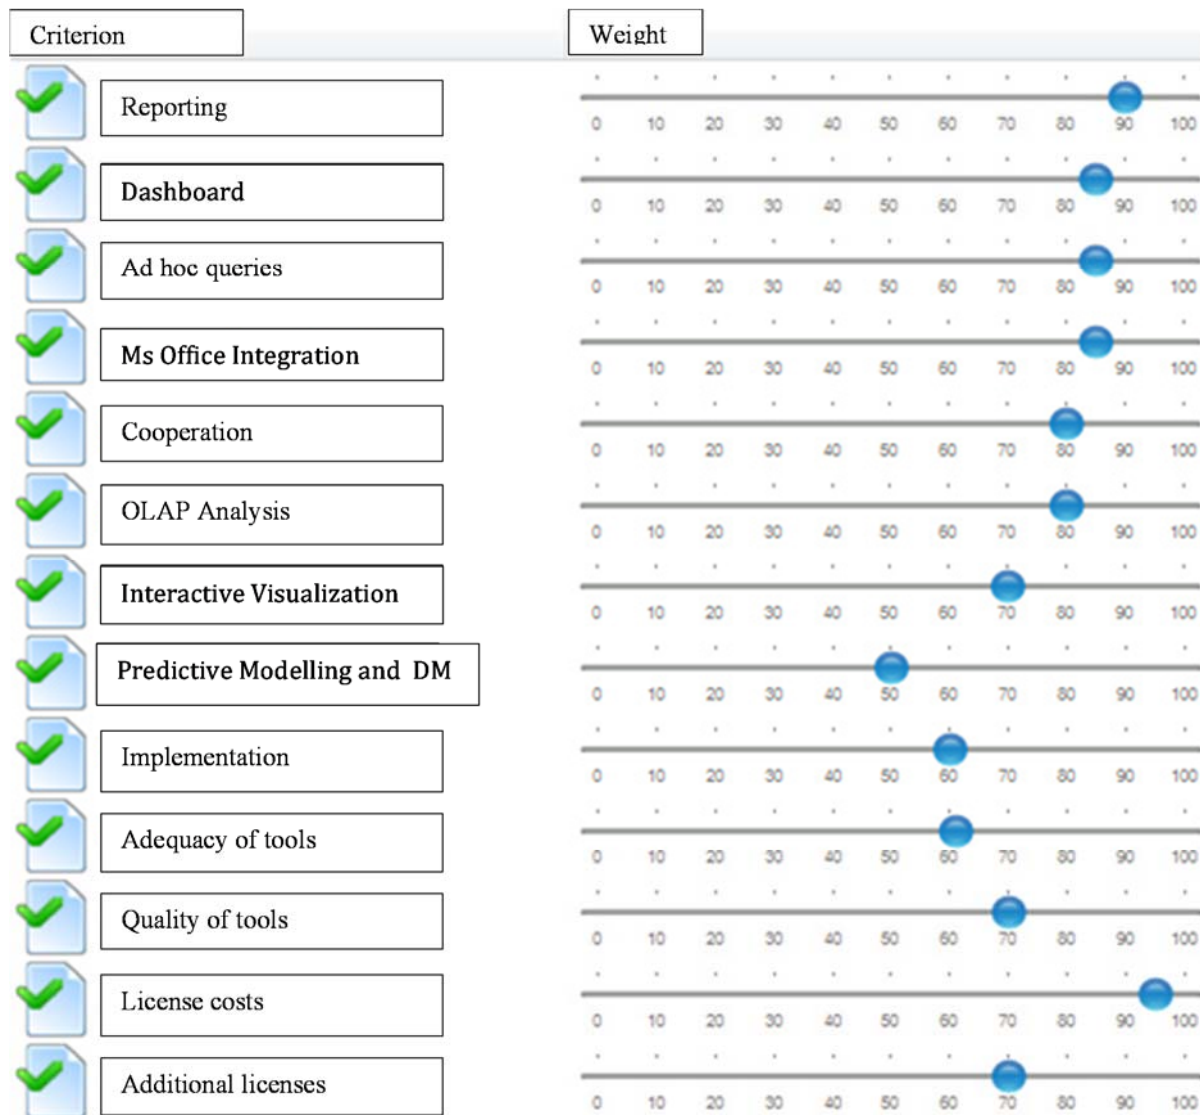 Criterion Weight
Reporting
0 10 20 30 40 50 60 70 80 90 100
Dashboard
0 10 20 30 40 50 60 70 80 90 100
Ad hoc queries
0 10 20 30 40 50 60 70 80 90 100
Ms Office Integration
0 10 20 30 40 50 60 70 80 90 100
Cooperation
0 10 20 30 40 50 60 70 80 90 100
OLAP Analysis
0 10 20 30 40 50 60 70 80 90 100
Interactive Visualization
0 10 20 30 40 50 60 70 80 90 100
Predictive Modelling and DM
0 10 20 30 40 50 60 70 80 90 100
Implementation
0 10 20 30 40 50 60 70 80 90 100
Adequacy of tools
0 10 20 30 40 50 60 70 80 90 100
Quality of tools
0 10 20 30 40 50 60 70 80 90 100
License costs
0 10 20 30 40 50 60 70 80 90 100
Additional licenses
0 10 20 30 40 50 60 70 80 90 100